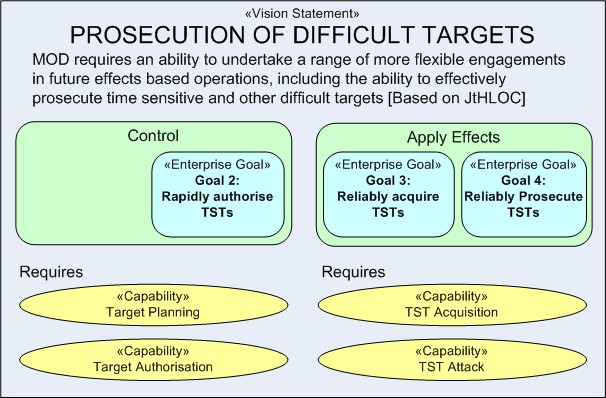 «Vision Statement»
PROSECUTION OF DIFFICULT TARGETS
MOD requires an ability to undertake a range of more flexible engagements
in future effects based operations, including the ability to effectively
prosecute time sensitive and other difficult targets [Based on JtHLOC]
Control
«Enterprise Goal»
Goal 2:
Rapidly authorise
TSTs
Apply Effects
«Enterprise Goal»
Goal 3:
Reliably acquire
TSTs
«Enterprise Goal»
Goal 4:
Reliably Prosecute
TSTs
Requires
«Capability»
Target Planning
«Capability»
Target Authorisation
Requires
«Capability»
TST Acquisition
«Capability»
TST Attack